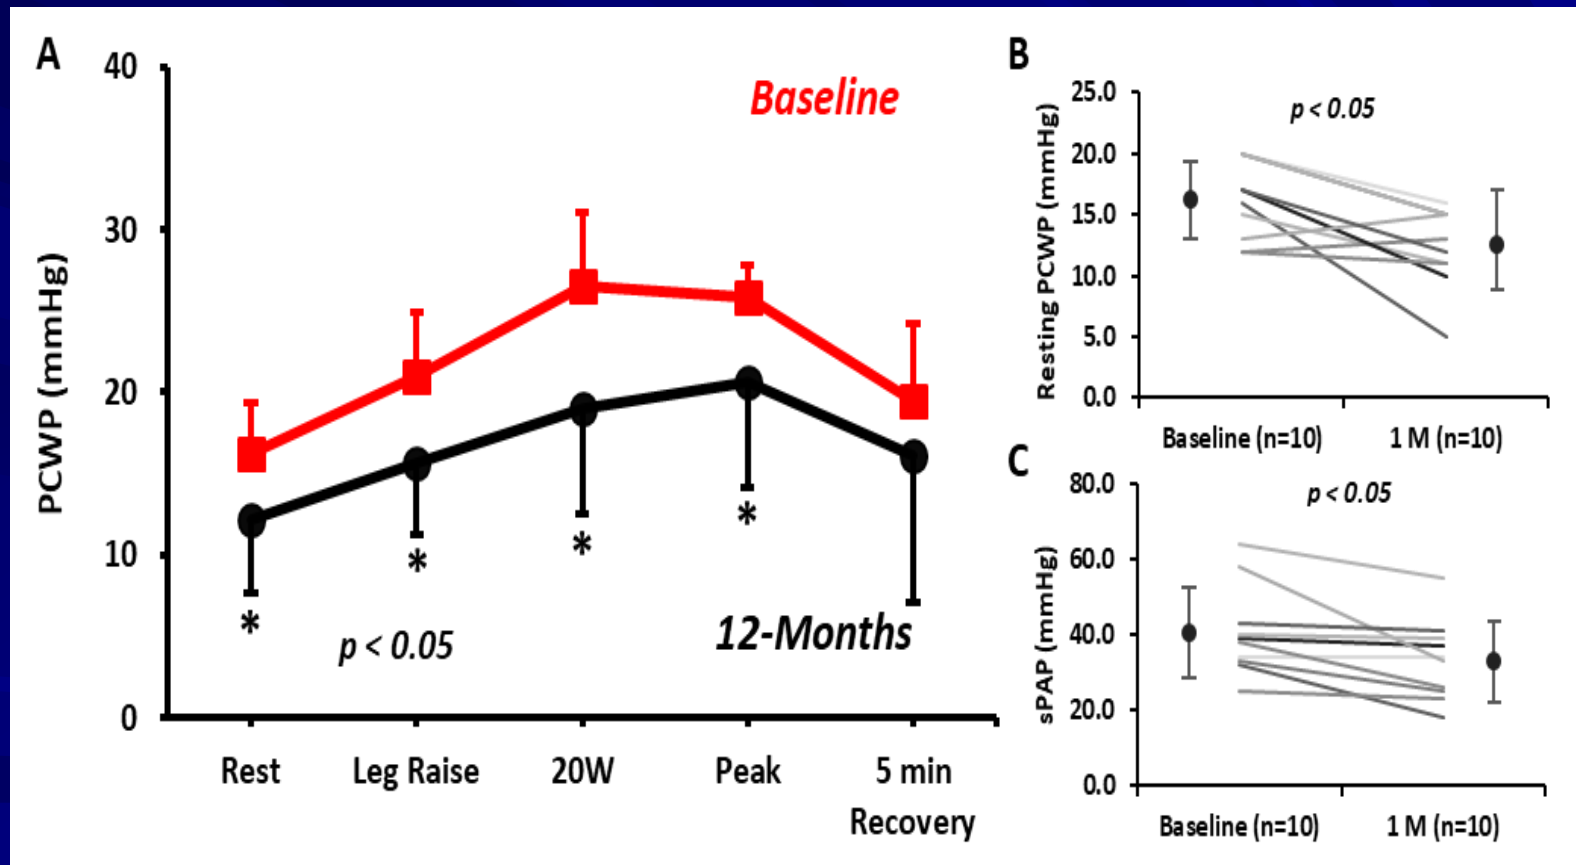 A
40
30
20
10
0
PCWP (mmHg)
Baseline
*
*
*
*
p < 0.05
12-Months
Rest
Leg Raise
20W
Peak
5 min
Recovery
B
25.0
20.0
15.0
10.0
5.0
0.0
Resting PCWP (mmHg)
p < 0.05
Baseline (n=10)
1 M (n=10)
C
80.0
60.0
40.0
20.0
0.0
sPAP (mmHg)
p < 0.05
Baseline (n=10)
1 M (n=10)